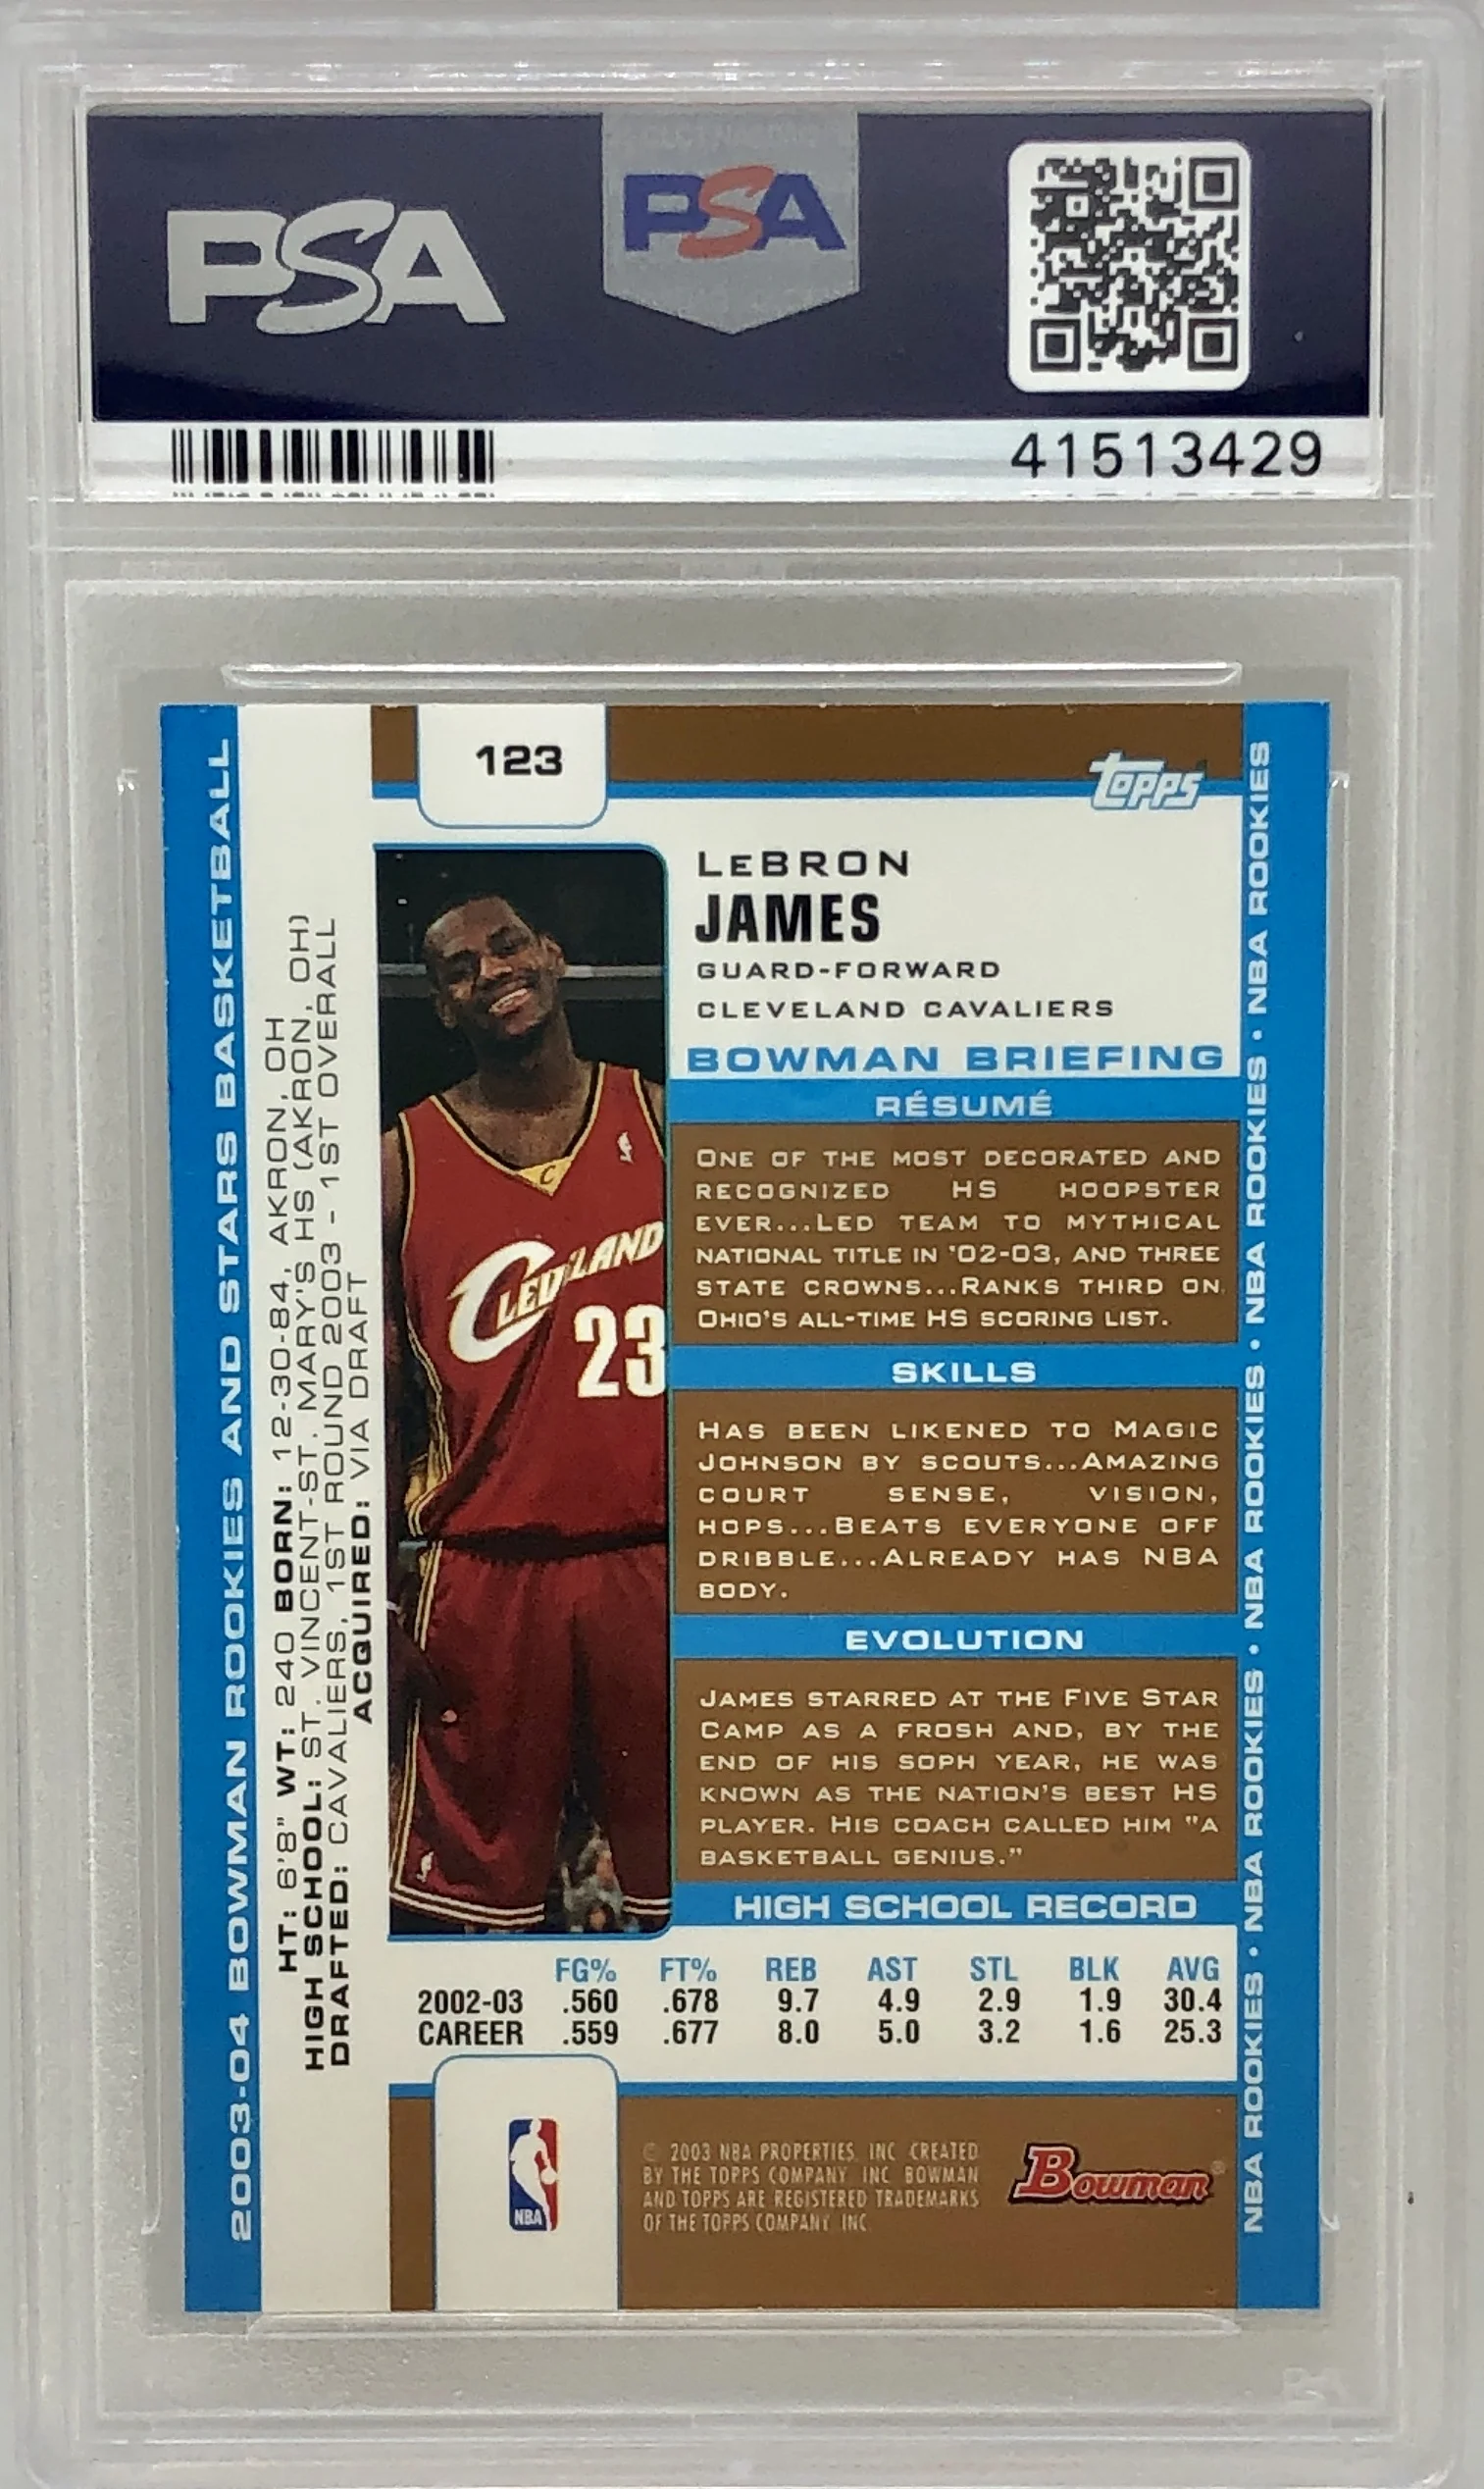 PSA
PSA
41513429
123
Topps
LeBRON
JAMES
GUARD-FORWARD
CLEVELAND CAVALIERS
BOWMAN BRIEFING
RÉSUMÉ
ONE OF THE MOST DECORATED AND
RECOGNIZED HS HOOPSTER
EVER...LED TEAM TO MYTHICAL
NATIONAL TITLE IN '02-03, AND THREE
STATE CROWNS...RANKS THIRD ON
OHIO'S ALL-TIME HS SCORING LIST.
SKILLS
HAS BEEN LIKENED TO MAGIC
JOHNSON BY SCOUTS...AMAZING
COURT SENSE, VISION,
HOPS...BEATS EVERYONE OFF
DRIBBLE...ALREADY HAS NBA
BODY.
EVOLUTION
JAMES STARRED AT THE FIVE STAR
CAMP AS A FROSH AND, BY THE
END OF HIS SOPH YEAR, HE WAS
KNOWN AS THE NATION'S BEST HS
PLAYER. HIS COACH CALLED HIM "A
BASKETBALL GENIUS."
HIGH SCHOOL RECORD
FG% FT% REB AST STL BLK AVG
2002-03 .560 .678 9.7 4.9 2.9 1.9 30.4
CAREER .559 .677 8.0 5.0 3.2 1.6 25.3
NBA
© 2003 NBA PROPERTIES, INC. CREATED
BY THE TOPPS COMPANY, INC. BOWMAN
AND TOPPS ARE REGISTERED TRADEMARKS
OF THE TOPPS COMPANY, INC.
Bowman®
2003-04 BOWMAN ROOKIES AND STARS BASKETBALL
HT: 6'8" WT: 240 BORN: 12-30-84, AKRON, OH
HIGH SCHOOL: ST. VINCENT-ST. MARY'S HS (AKRON, OH)
DRAFTED: CAVALIERS, 1ST ROUND 2003 - 1ST OVERALL
ACQUIRED: VIA DRAFT
C
CLEVELAND
23
NBA ROOKIES • NBA ROOKIES • NBA ROOKIES • NBA ROOKIES • NBA ROOKIES • NBA ROOKIES